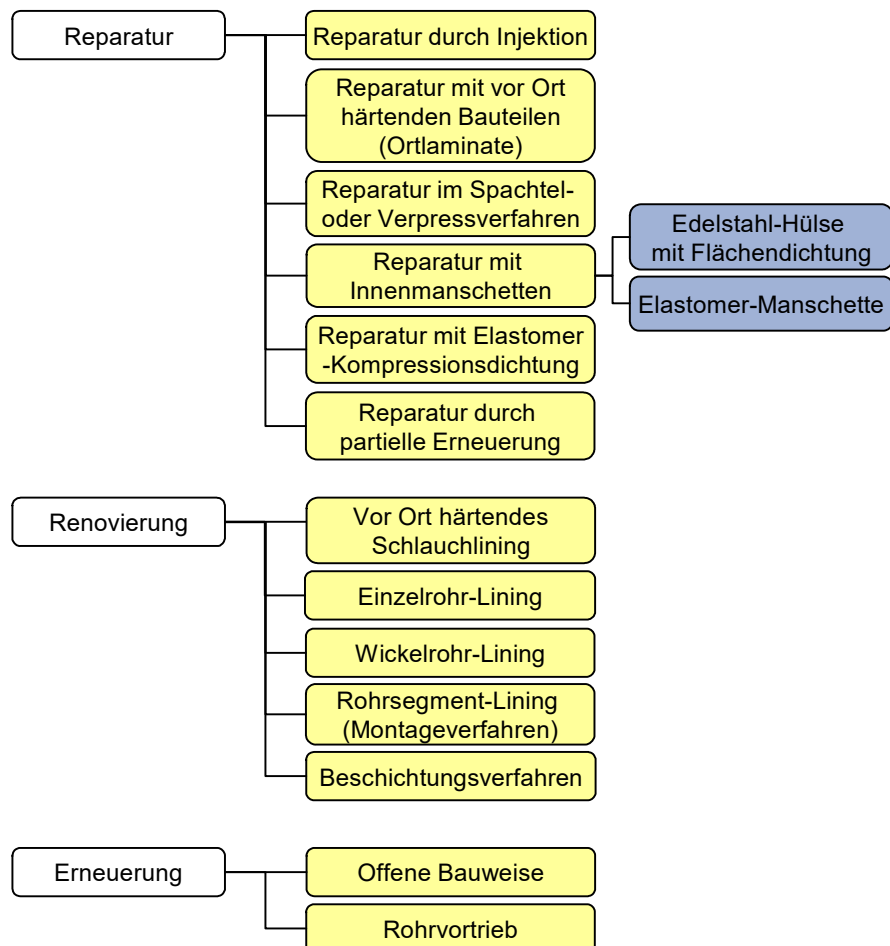 Reparatur
Reparatur durch Injektion
Reparatur mit vor Ort
härtenden Bauteilen
(Ortlaminate)
Reparatur im Spachtel-
oder Verpressverfahren
Reparatur mit
Innenmanschetten
Edelstahl-Hülse
mit Flächendichtung
Elastomer-Manschette
Reparatur mit Elastomer
-Kompressionsdichtung
Reparatur durch
partielle Erneuerung
Renovierung
Vor Ort härtendes
Schlauchlining
Einzelrohr-Lining
Wickelrohr-Lining
Rohrsegment-Lining
(Montageverfahren)
Beschichtungsverfahren
Erneuerung
Offene Bauweise
Rohrvortrieb